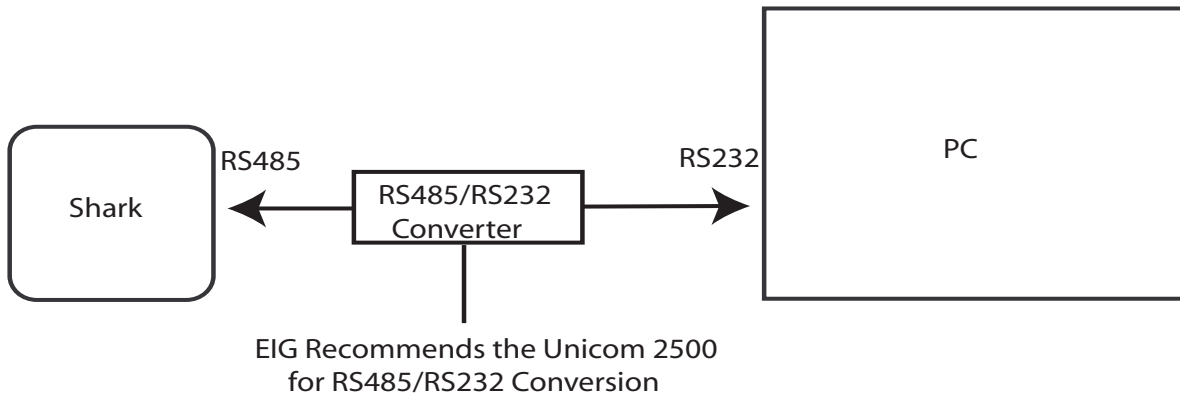 Shark
RS485
RS485/RS232
Converter
RS232
PC
EIG Recommends the Unicom 2500
for RS485/RS232 Conversion